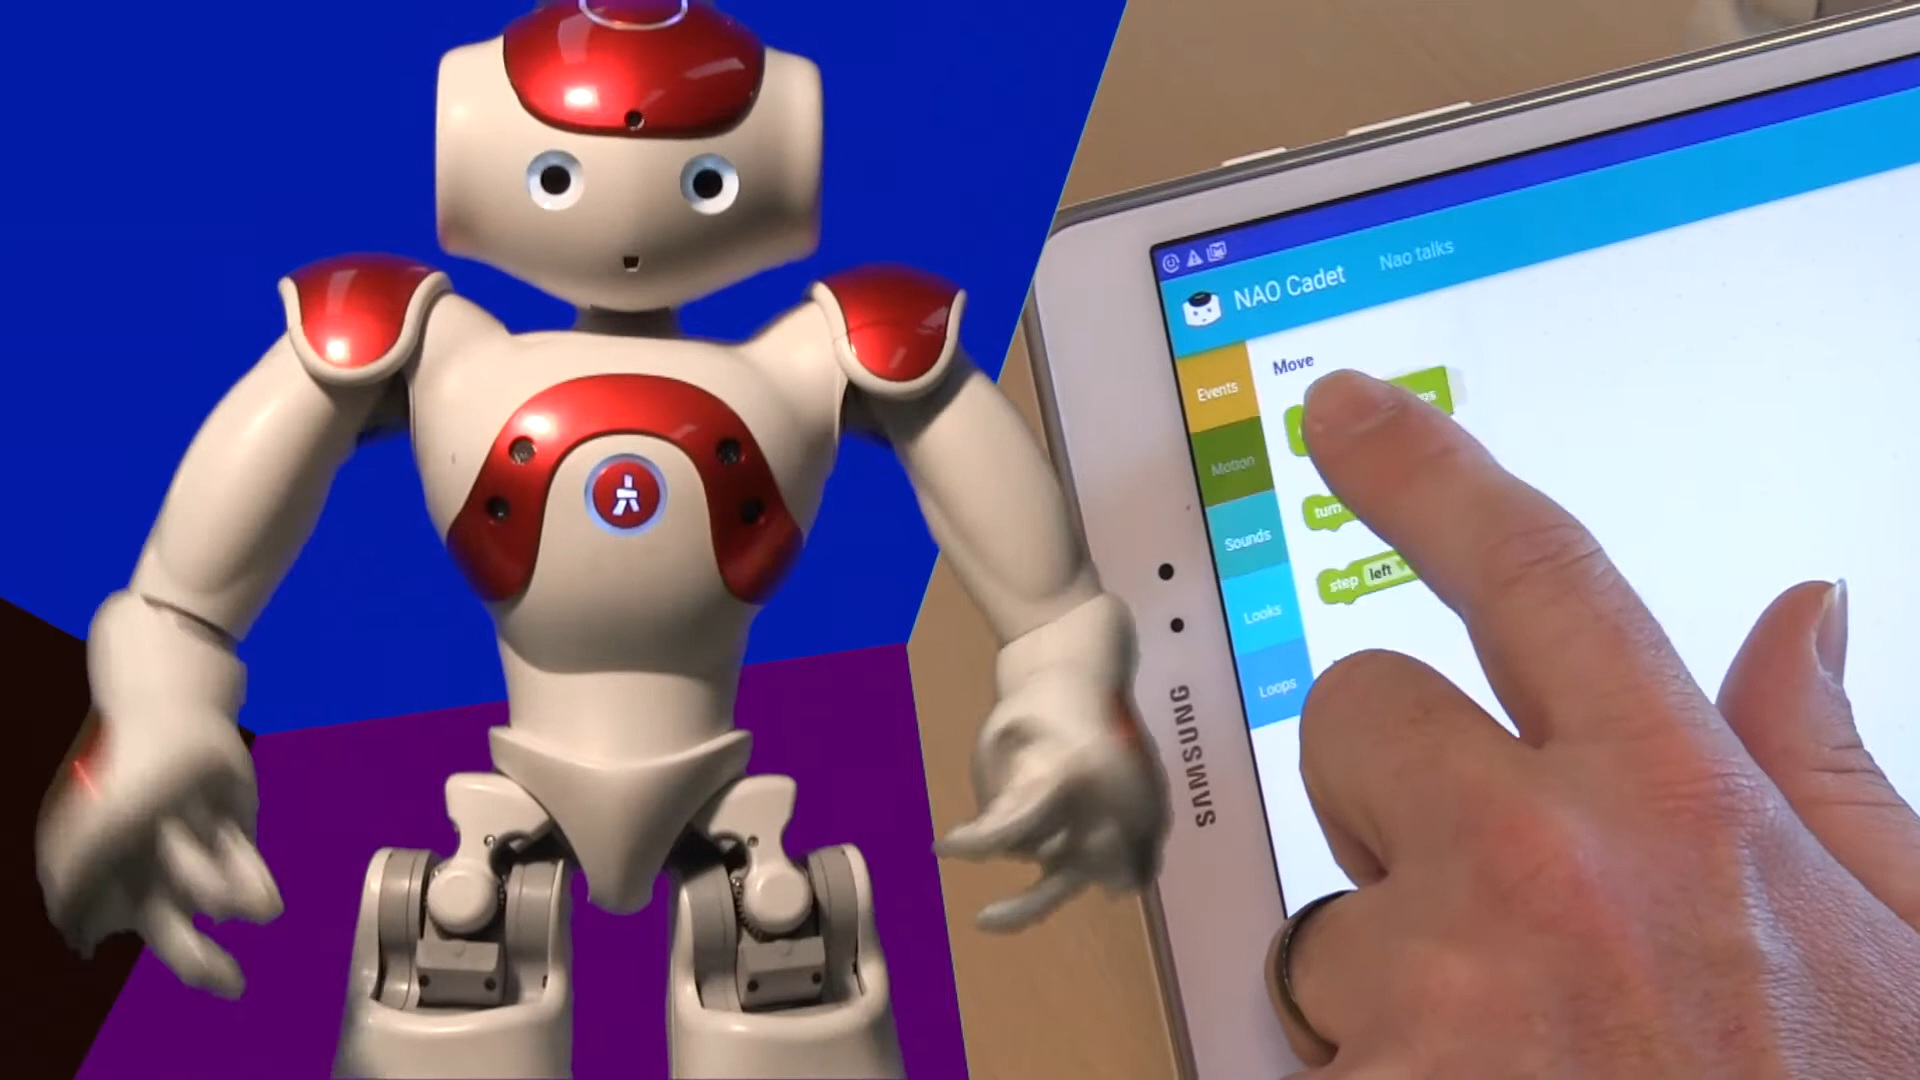 NAO Cadet
Nao talks
Events
Motion
Sounds
Looks
Loops
Move
turn
step left
SAMSUNG